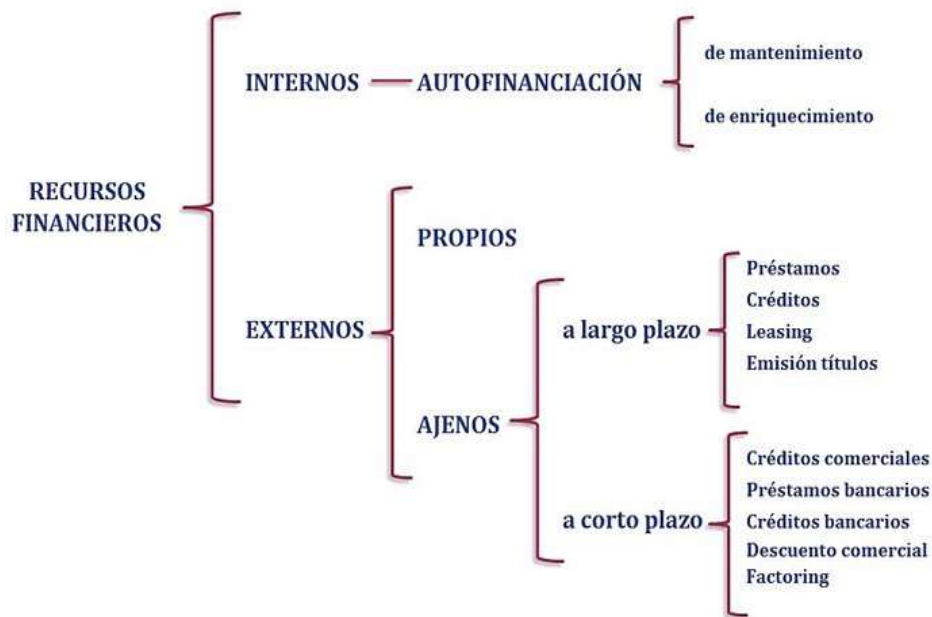 RECURSOS
FINANCIEROS
INTERNOS
AUTOFINANCIACIÓN
de mantenimiento
de enriquecimiento
EXTERNOS
PROPIOS
AJENOS
a largo plazo
Préstamos
Créditos
Leasing
Emisión títulos
a corto plazo
Créditos comerciales
Préstamos bancarios
Créditos bancarios
Descuento comercial
Factoring